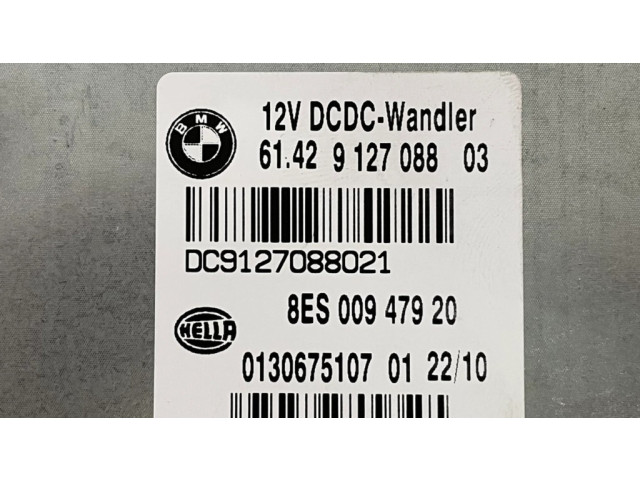 BMW
12V DCDC-Wandler
61.42 9 127 088 03
DC9127088021
8ES 009 479 20
HELLA
0130675107 01 22/10